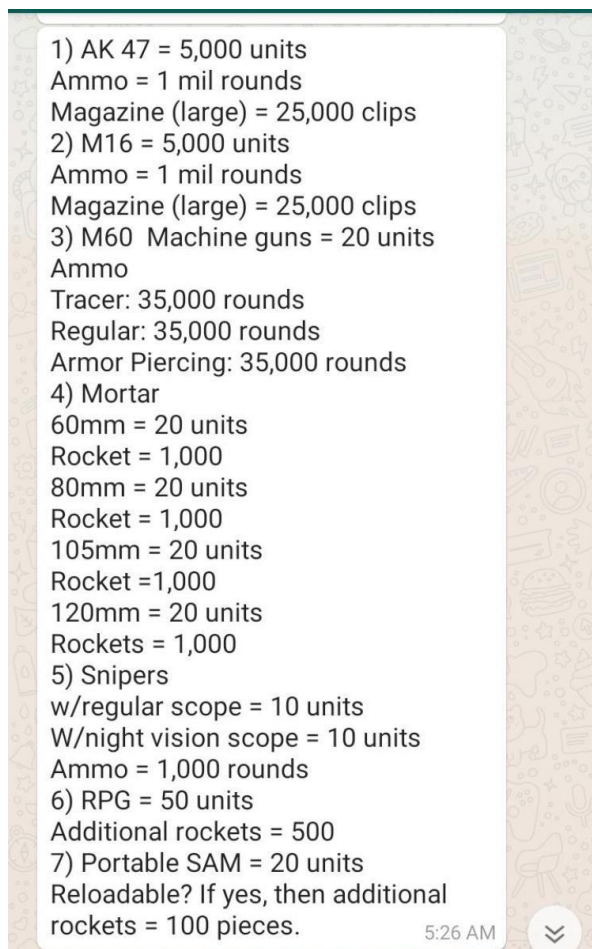 1) AK 47 = 5,000 units
Ammo = 1 mil rounds
Magazine (large) = 25,000 clips
2) M16 = 5,000 units
Ammo = 1 mil rounds
Magazine (large) = 25,000 clips
3) M60  Machine guns = 20 units
Ammo
Tracer: 35,000 rounds
Regular: 35,000 rounds
Armor Piercing: 35,000 rounds
4) Mortar
60mm = 20 units
Rocket = 1,000
80mm = 20 units
Rocket = 1,000
105mm = 20 units
Rocket =1,000
120mm = 20 units
Rockets = 1,000
5) Snipers
w/regular scope = 10 units
W/night vision scope = 10 units
Ammo = 1,000 rounds
6) RPG = 50 units
Additional rockets = 500
7) Portable SAM = 20 units
Reloadable? If yes, then additional
rockets = 100 pieces.
5:26 AM